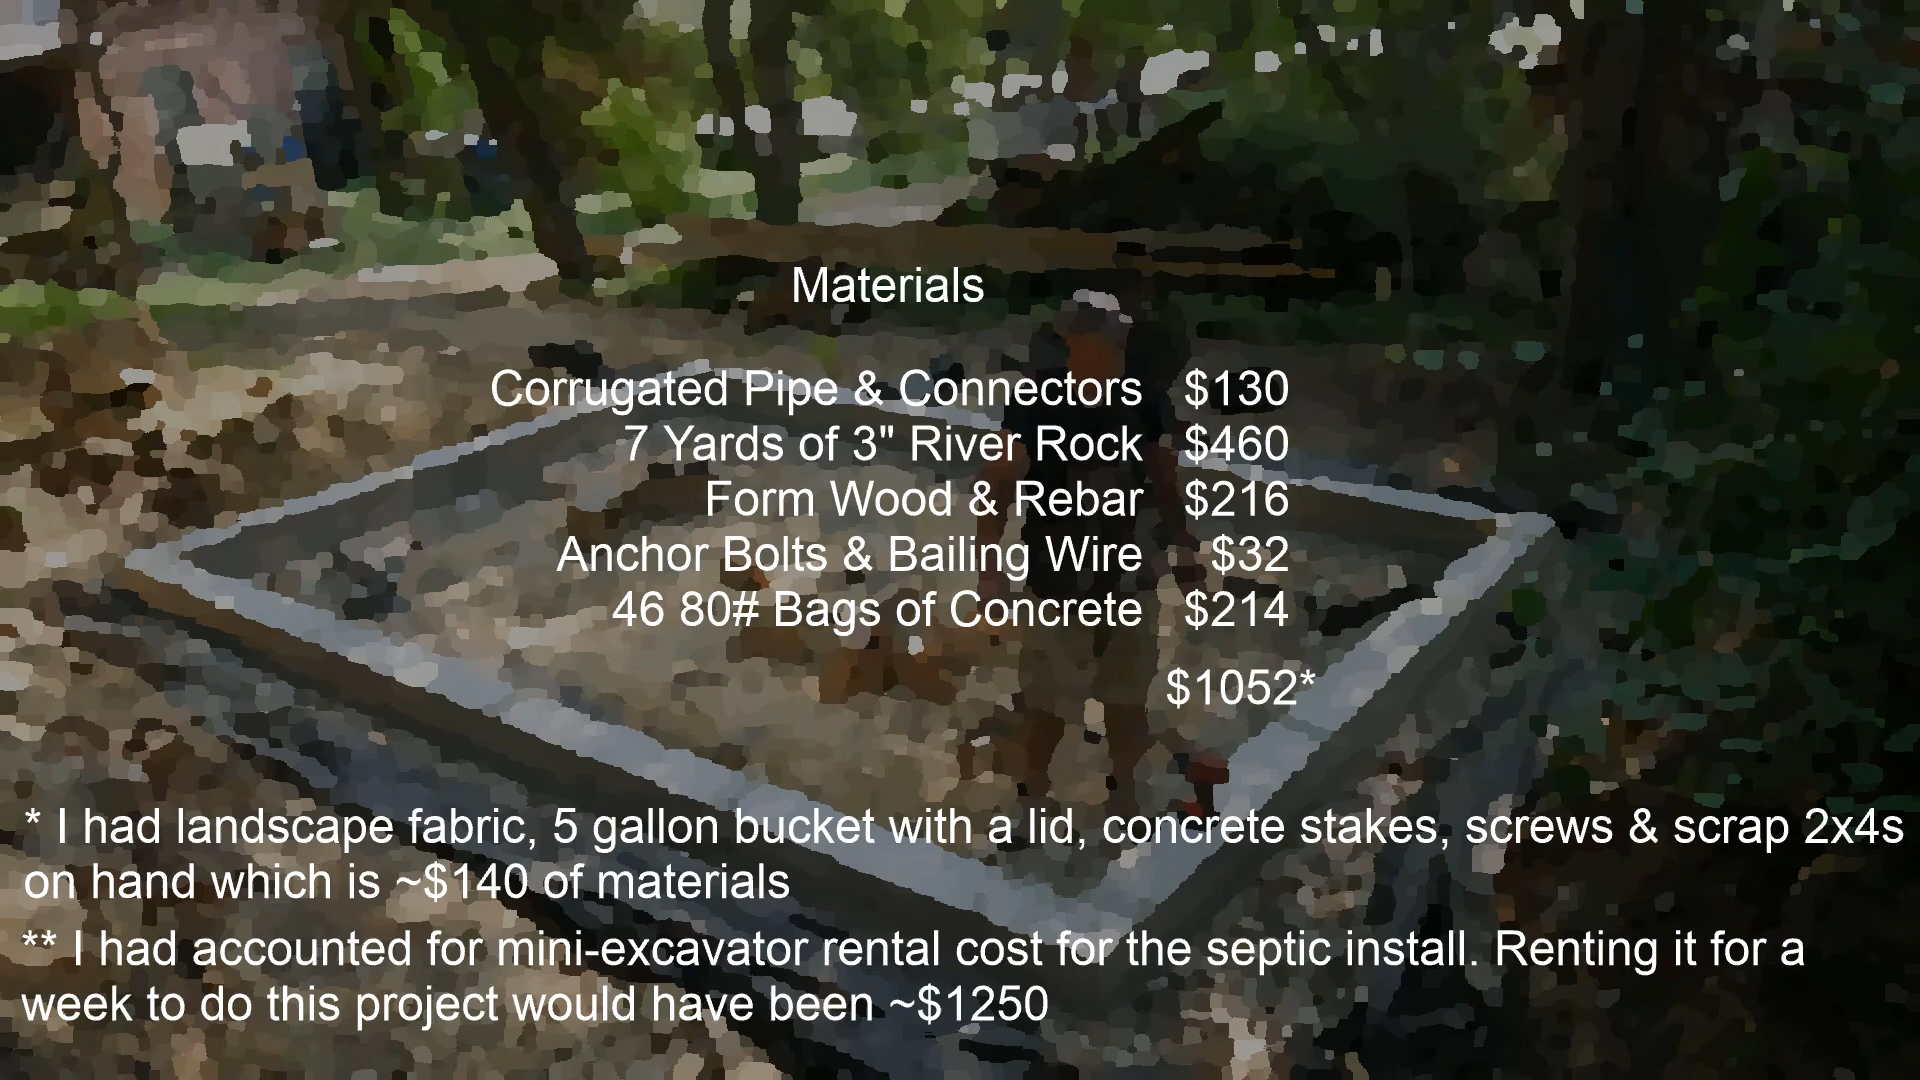 Materials
Corrugated Pipe & Connectors $130
7 Yards of 3" River Rock $460
Form Wood & Rebar $216
Anchor Bolts & Bailing Wire $32
46 80# Bags of Concrete $214
$1052*
* I had landscape fabric, 5 gallon bucket with a lid, concrete stakes, screws & scrap 2x4s
on hand which is ~$140 of materials
** I had accounted for mini-excavator rental cost for the septic install. Renting it for a
week to do this project would have been ~$1250